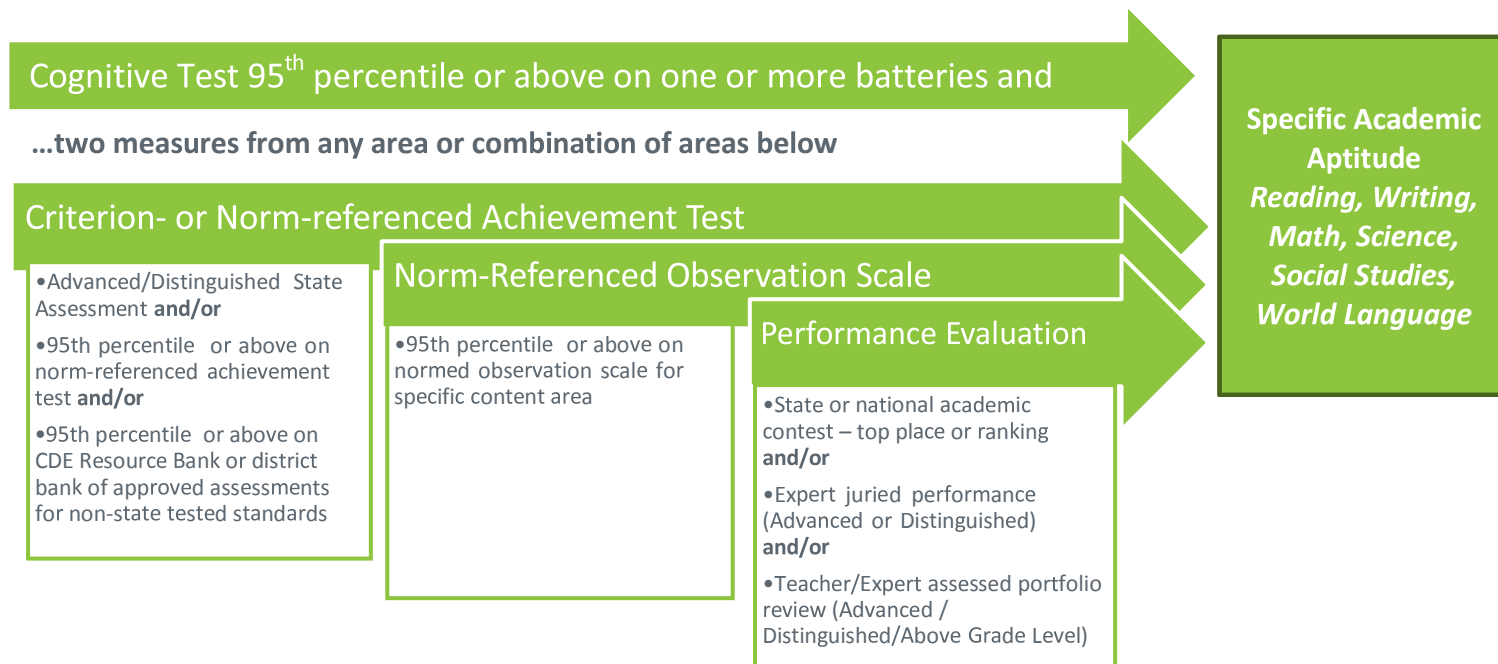 Cognitive Test 95th percentile or above on one or more batteries and
…two measures from any area or combination of areas below
Criterion- or Norm-referenced Achievement Test
•Advanced/Distinguished State
Assessment and/or
•95th percentile or above on
norm-referenced achievement
test and/or
•95th percentile or above on
CDE Resource Bank or district
bank of approved assessments
for non-state tested standards
Norm-Referenced Observation Scale
•95th percentile or above on
normed observation scale for
specific content area
Performance Evaluation
•State or national academic
contest – top place or ranking
and/or
•Expert juried performance
(Advanced or Distinguished)
and/or
•Teacher/Expert assessed portfolio
review (Advanced /
Distinguished/Above Grade Level)
Specific Academic
Aptitude
Reading, Writing,
Math, Science,
Social Studies,
World Language